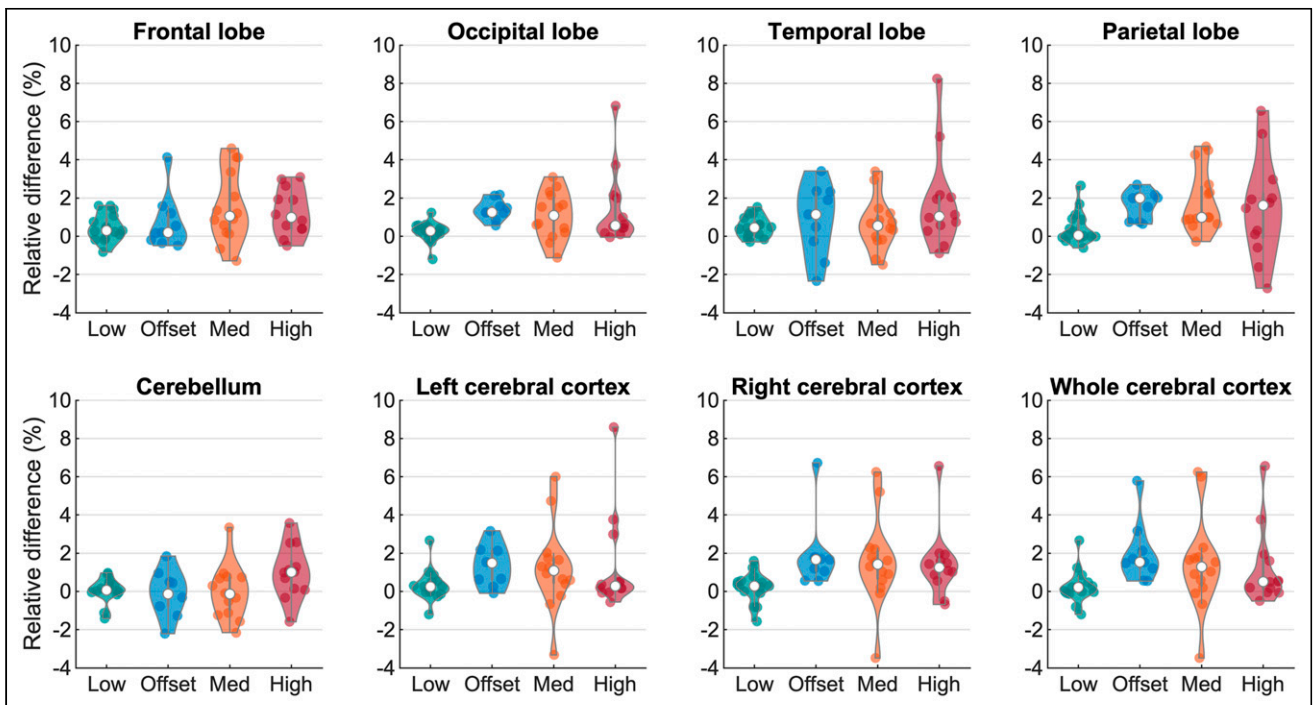 Frontal lobe Occipital lobe Temporal lobe Parietal lobe
10 10 10 10
8 8 8 8
6 6 6 6
4 4 4 4
2 2 2 2
0 0 0 0
-2 -2 -2 -2
-4 -4 -4 -4
Relative difference (%)
Low Offset Med High Low Offset Med High Low Offset Med High Low Offset Med High
Cerebellum Left cerebral cortex Right cerebral cortex Whole cerebral cortex
10 10 10 10
8 8 8 8
6 6 6 6
4 4 4 4
2 2 2 2
0 0 0 0
-2 -2 -2 -2
-4 -4 -4 -4
Relative difference (%)
Low Offset Med High Low Offset Med High Low Offset Med High Low Offset Med High